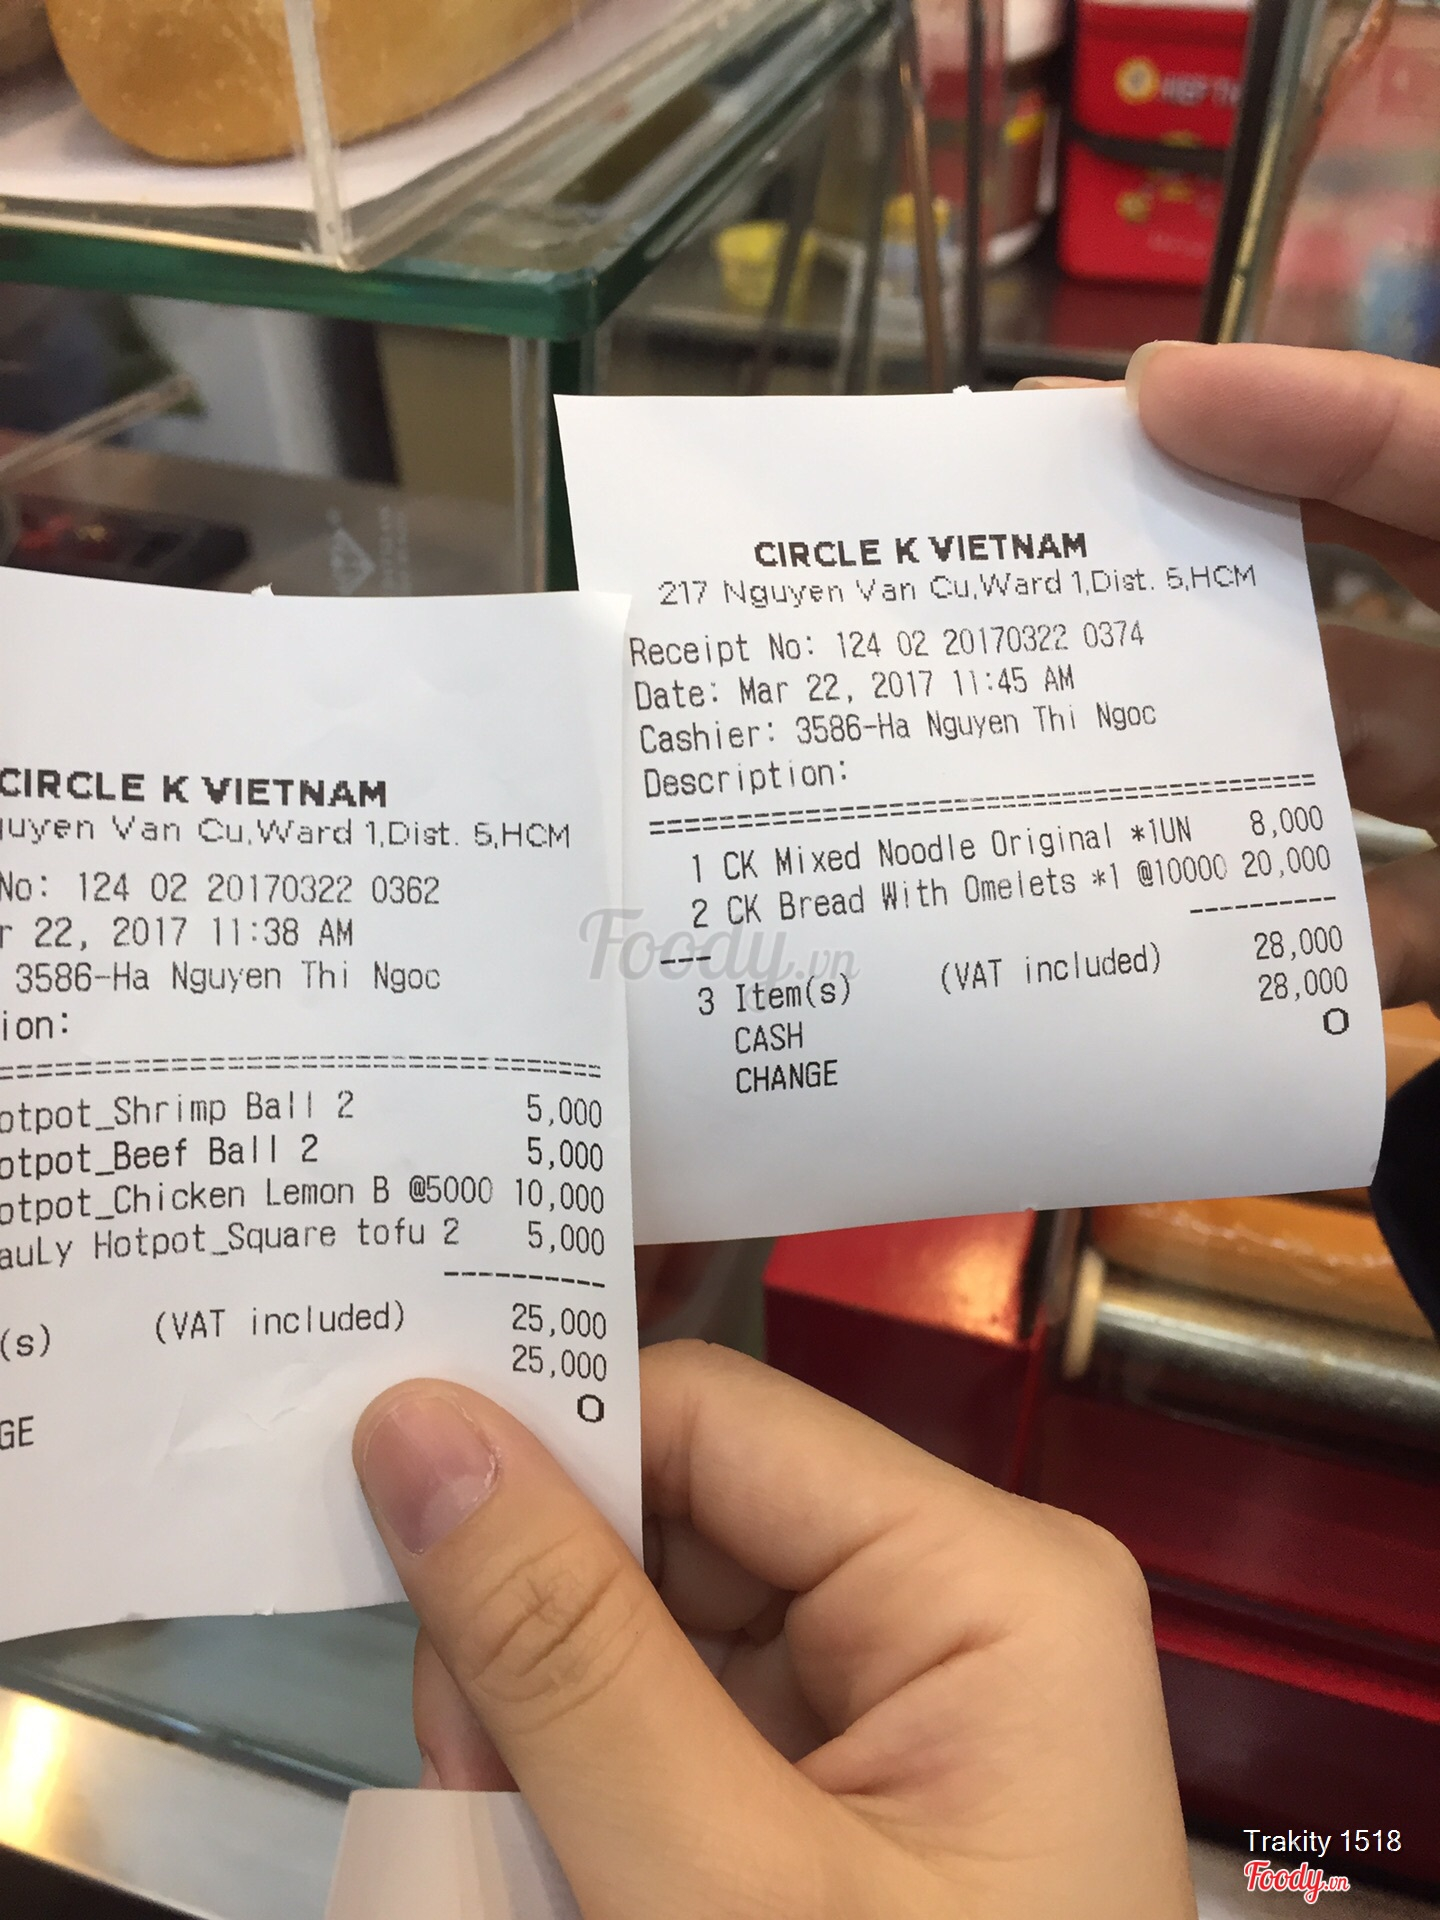 CIRCLE K VIETNAM
uyen Van Cu,Ward 1,Dist. 5,HCM
No: 124 02 20170322 0362
r 22, 2017 11:38 AM
3586-Ha Nguyen Thi Ngoc
ion:
================================
otpot_Shrimp Ball 2 5,000
otpot_Beef Ball 2 5,000
otpot_Chicken Lemon B @5000 10,000
auLy Hotpot_Square tofu 2 5,000
----------
(s) (VAT included) 25,000
25,000
GE 0
CIRCLE K VIETNAM
217 Nguyen Van Cu,Ward 1,Dist. 5,HCM
Receipt No: 124 02 20170322 0374
Date: Mar 22, 2017 11:45 AM
Cashier: 3586-Ha Nguyen Thi Ngoc
Description:
====================================
1 CK Mixed Noodle Original *1UN 8,000
2 CK Bread With Omelets *1 @10000 20,000
--- ----------
3 Item(s) (VAT included) 28,000
CASH 28,000
CHANGE 0
Foody.vn
Trakity 1518
Foody.vn